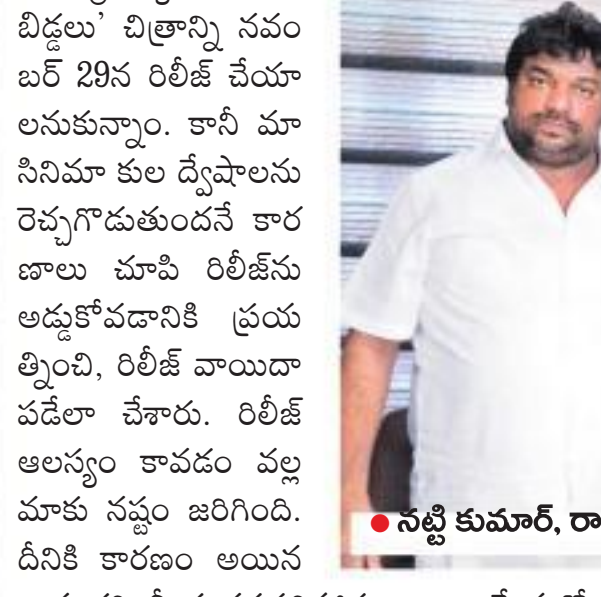 బిడ్డలు’ చిత్రాన్ని నవం
బర్ 29న రిలీజ్ చేయా
లనుకున్నాం. కానీ మా
సినిమా కుల ద్వేషాలను
రెచ్చగొడుతుందనే కార
ణాలు చూపి రిలీజ్‌ను
అడ్డుకోవడానికి ప్రయ
త్నించి, రిలీజ్ వాయిదా
పడేలా చేశారు. రిలీజ్
ఆలస్యం కావడం వల్ల
మాకు నష్టం జరిగింది.
దీనికి కారణం అయిన
● నట్టి కుమార్, రా